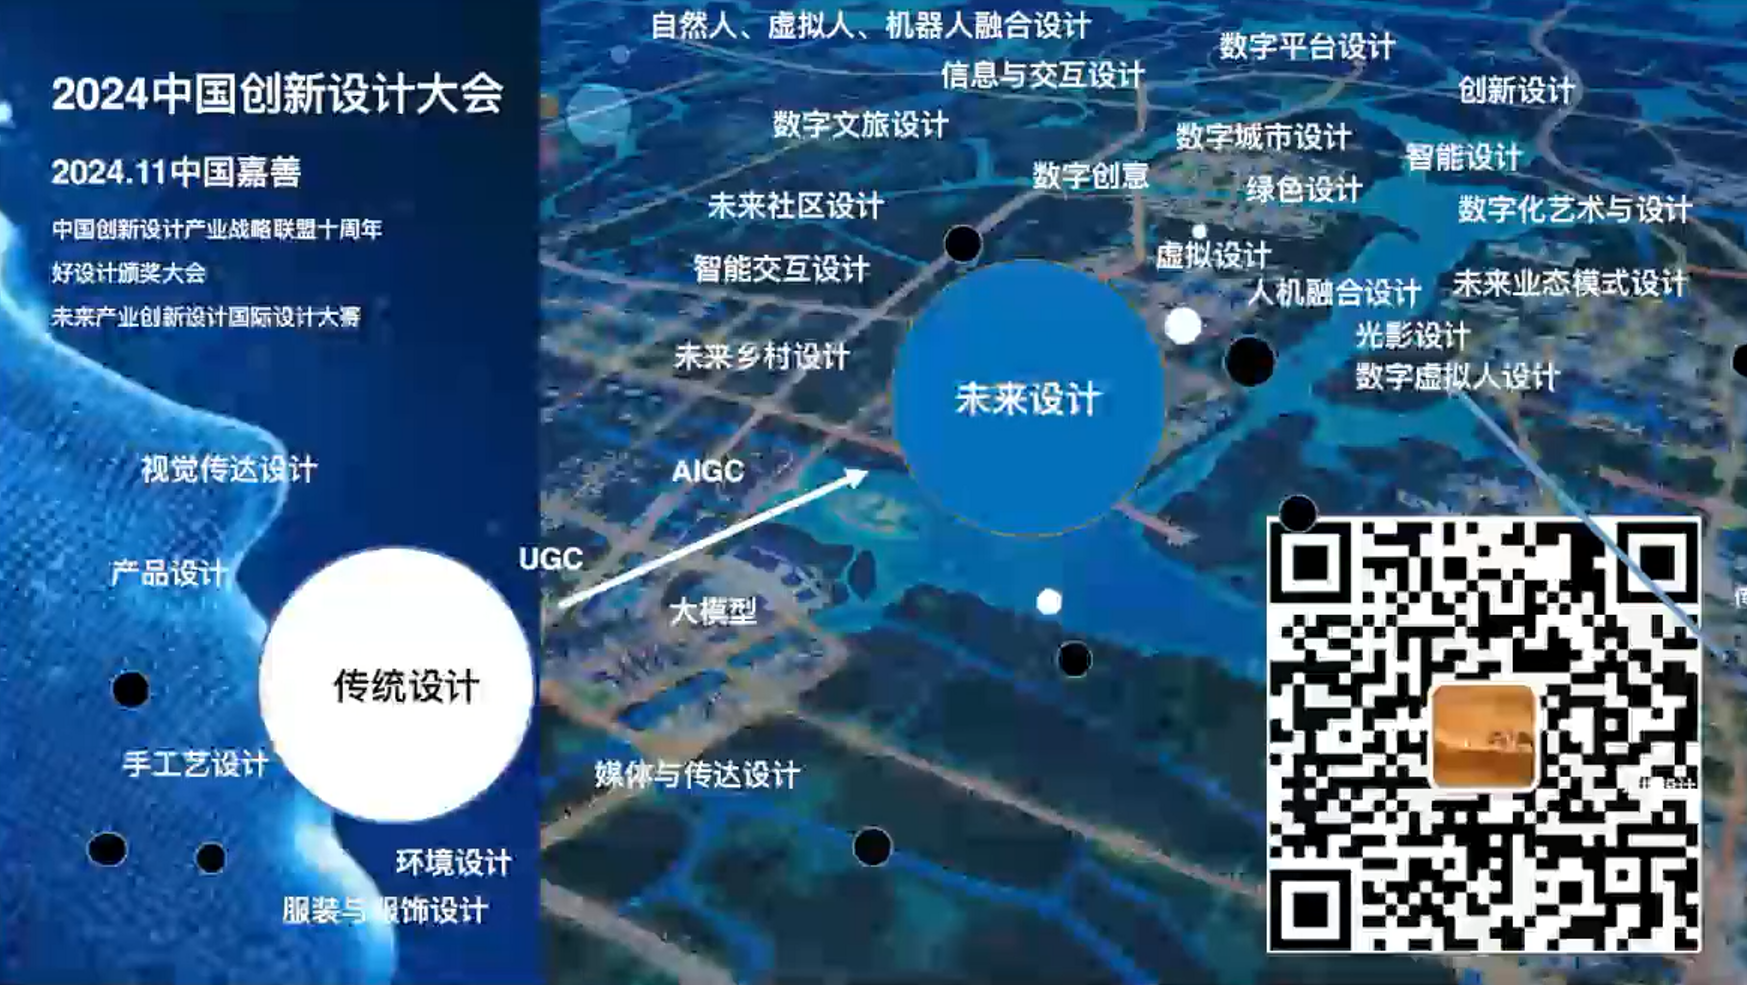 2024中国创新设计大会
2024.11中国嘉善
中国创新设计产业战略联盟十周年
好设计颁奖大会
未来产业创新设计国际设计大赛
视觉传达设计
产品设计
传统设计
手工艺设计
环境设计
服装与服饰设计
UGC
AIGC
大模型
媒体与传达设计
自然人、虚拟人、机器人融合设计
信息与交互设计
数字平台设计
创新设计
数字文旅设计
数字城市设计
智能设计
数字创意
绿色设计
未来社区设计
数字化艺术与设计
虚拟设计
智能交互设计
人机融合设计
未来业态模式设计
光影设计
未来乡村设计
数字虚拟人设计
未来设计